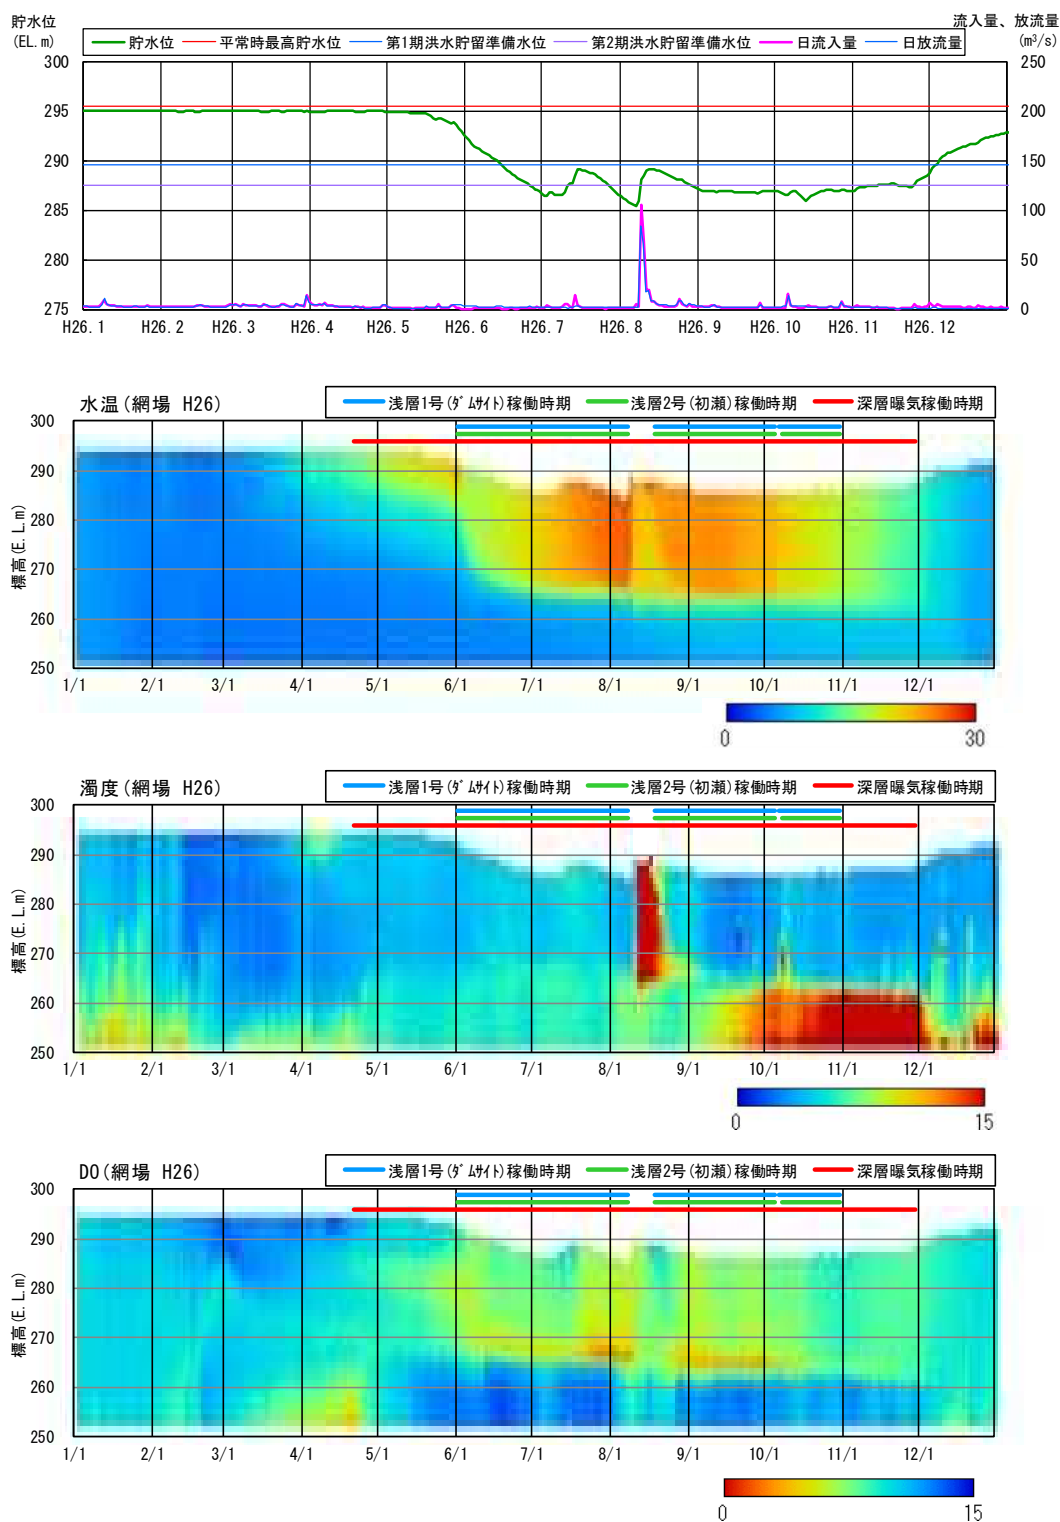 貯水位
(EL.m)
流入量、放流量
(m³/s)
貯水位 平常時最高貯水位 第1期洪水貯留準備水位 第2期洪水貯留準備水位 日流入量 日放流量
300 250
295 200
290 150
285 100
280 50
275 0
H26.1 H26.2 H26.3 H26.4 H26.5 H26.6 H26.7 H26.8 H26.9 H26.10 H26.11 H26.12
水温(網場 H26)
浅層1号(ﾀﾞﾑｻｲﾄ)稼働時期 浅層2号(初瀬)稼働時期 深層曝気稼働時期
標高(E.L.m)
300
290
280
270
260
250
1/1 2/1 3/1 4/1 5/1 6/1 7/1 8/1 9/1 10/1 11/1 12/1
0 30
濁度(網場 H26)
浅層1号(ﾀﾞﾑｻｲﾄ)稼働時期 浅層2号(初瀬)稼働時期 深層曝気稼働時期
標高(E.L.m)
300
290
280
270
260
250
1/1 2/1 3/1 4/1 5/1 6/1 7/1 8/1 9/1 10/1 11/1 12/1
0 15
DO(網場 H26)
浅層1号(ﾀﾞﾑｻｲﾄ)稼働時期 浅層2号(初瀬)稼働時期 深層曝気稼働時期
標高(E.L.m)
300
290
280
270
260
250
1/1 2/1 3/1 4/1 5/1 6/1 7/1 8/1 9/1 10/1 11/1 12/1
0 15